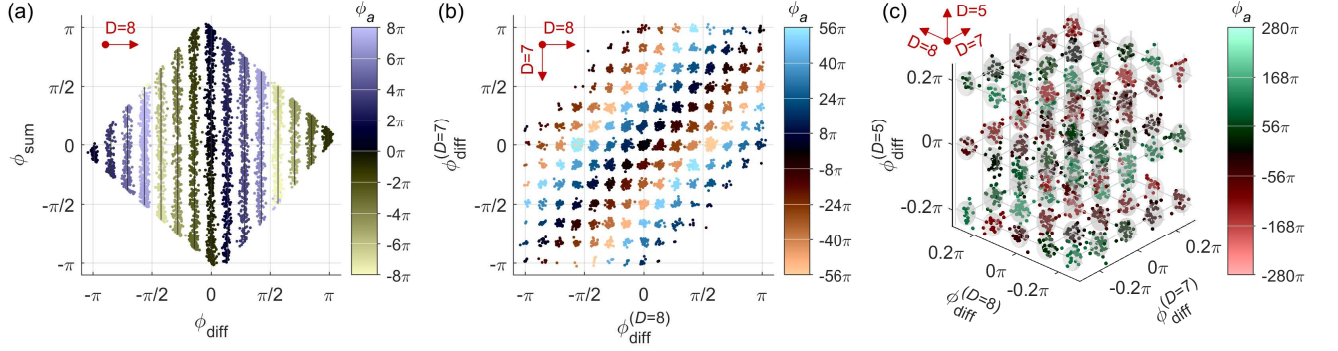 (a)
D=8
ϕa
8π
6π
4π
2π
0π
-2π
-4π
-6π
-8π
π
π/2
0
-π/2
-π
ϕsum
-π
-π/2
0
π/2
π
ϕdiff
(b)
D=8
D=7
ϕa
56π
40π
24π
8π
-8π
-24π
-40π
-56π
π
π/2
0
-π/2
-π
ϕdiff(D=7)
-π
-π/2
0
π/2
π
ϕdiff(D=8)
(c)
D=5
D=8
D=7
ϕa
280π
168π
56π
-56π
-168π
-280π
0.2π
0π
-0.2π
ϕdiff(D=5)
0.2π
0π
-0.2π
ϕdiff(D=8)
-0.2π
0π
0.2π
ϕdiff(D=7)